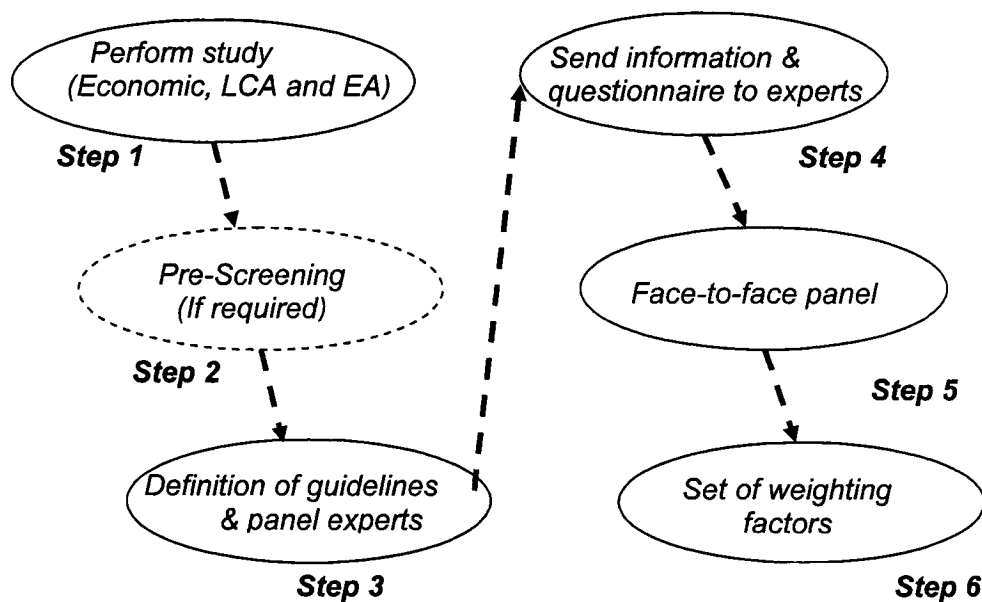 Perform study
(Economic, LCA and EA)
Step 1
Pre-Screening
(If required)
Step 2
Definition of guidelines
& panel experts
Step 3
Send information &
questionnaire to experts
Step 4
Face-to-face panel
Step 5
Set of weighting
factors
Step 6